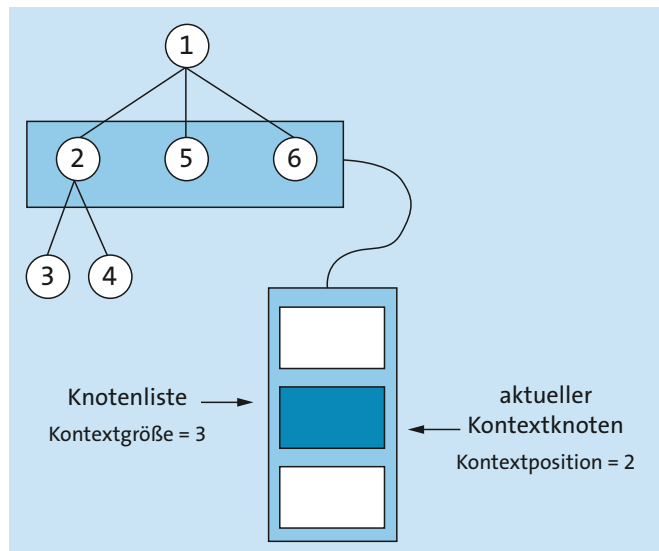 1
2 5 6
3 4
Knotenliste
Kontextgröße = 3
aktueller
Kontextknoten
Kontextposition = 2